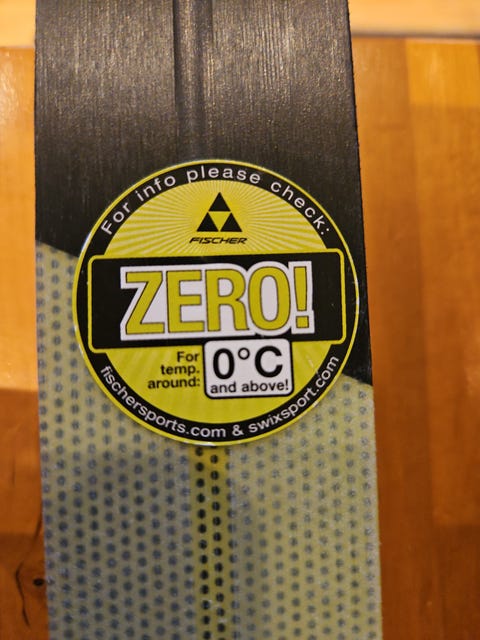 For info please check:
FISCHER
ZERO!
For
temp.
around:
0°C
and above!
fischersports.com & swixsport.com